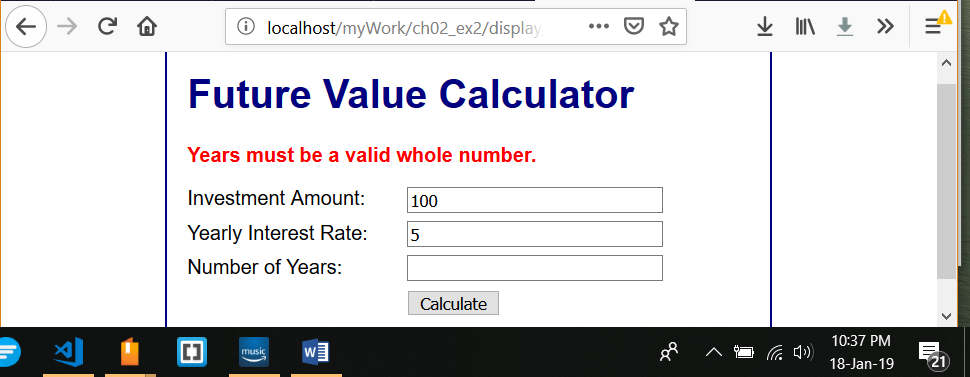 localhost/myWork/ch02_ex2/display
Future Value Calculator
Years must be a valid whole number.
Investment Amount: 100
Yearly Interest Rate: 5
Number of Years:
Calculate
music
10:37 PM
18-Jan-19
21